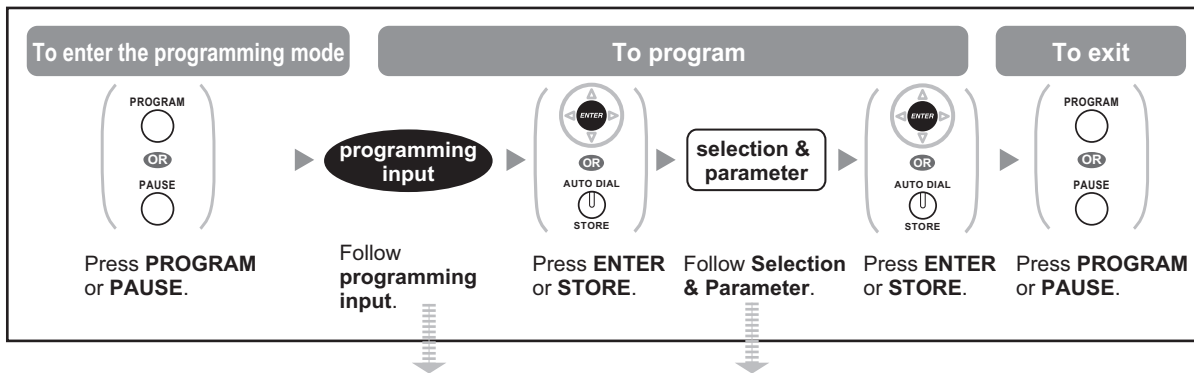 To enter the programming mode
To program
To exit
PROGRAM
OR
PAUSE
programming
input
ENTER
OR
AUTO DIAL
STORE
selection &
parameter
ENTER
OR
AUTO DIAL
STORE
PROGRAM
OR
PAUSE
Press PROGRAM
or PAUSE.
Follow
programming
input.
Press ENTER
or STORE.
Follow Selection
& Parameter.
Press ENTER
or STORE.
Press PROGRAM
or PAUSE.